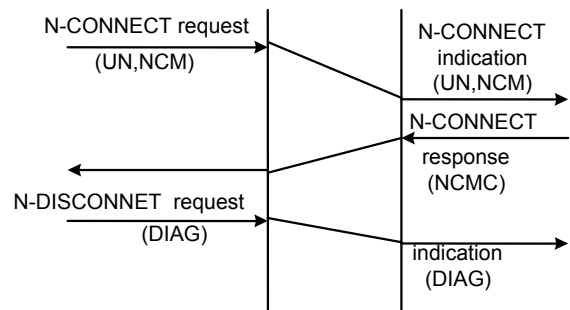 N-CONNECT request
(UN,NCM)
N-CONNECT
indication
(UN,NCM)
N-CONNECT
response
(NCMC)
N-DISCONNET request
(DIAG)
indication
(DIAG)